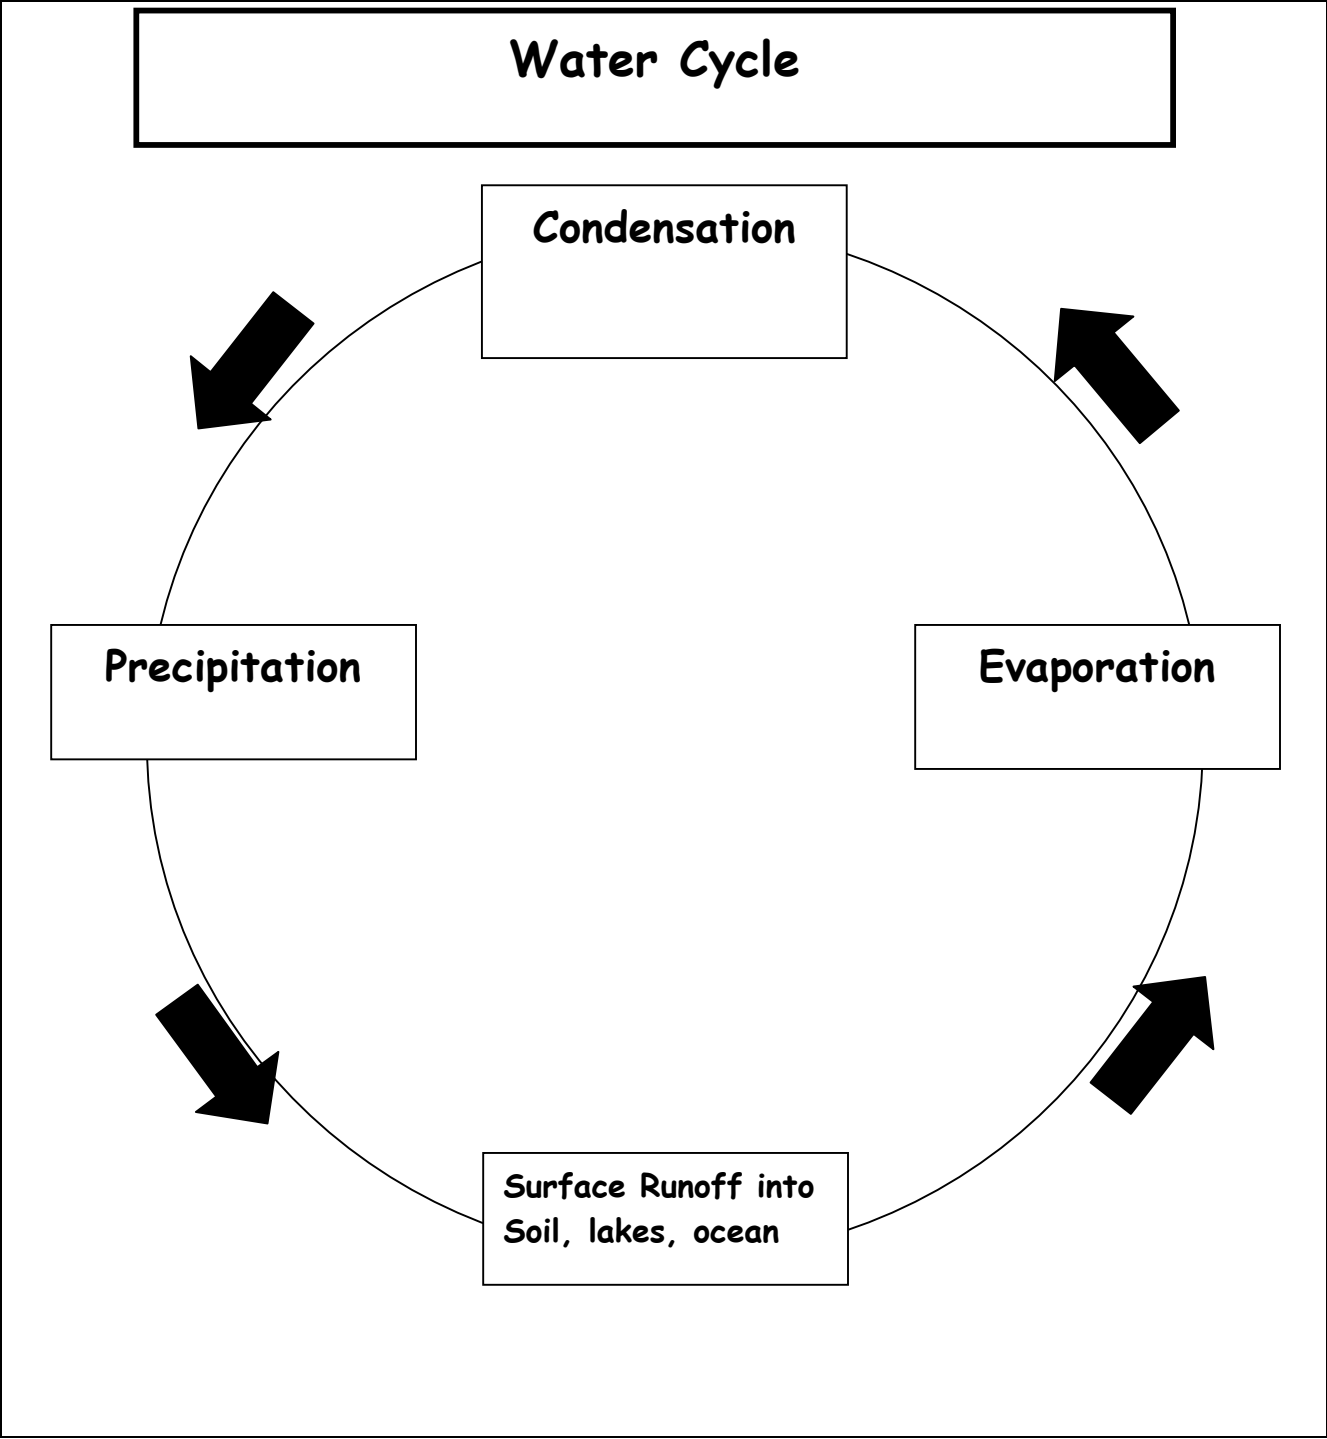 Water Cycle
Condensation
Precipitation
Evaporation
Surface Runoff into
Soil, lakes, ocean